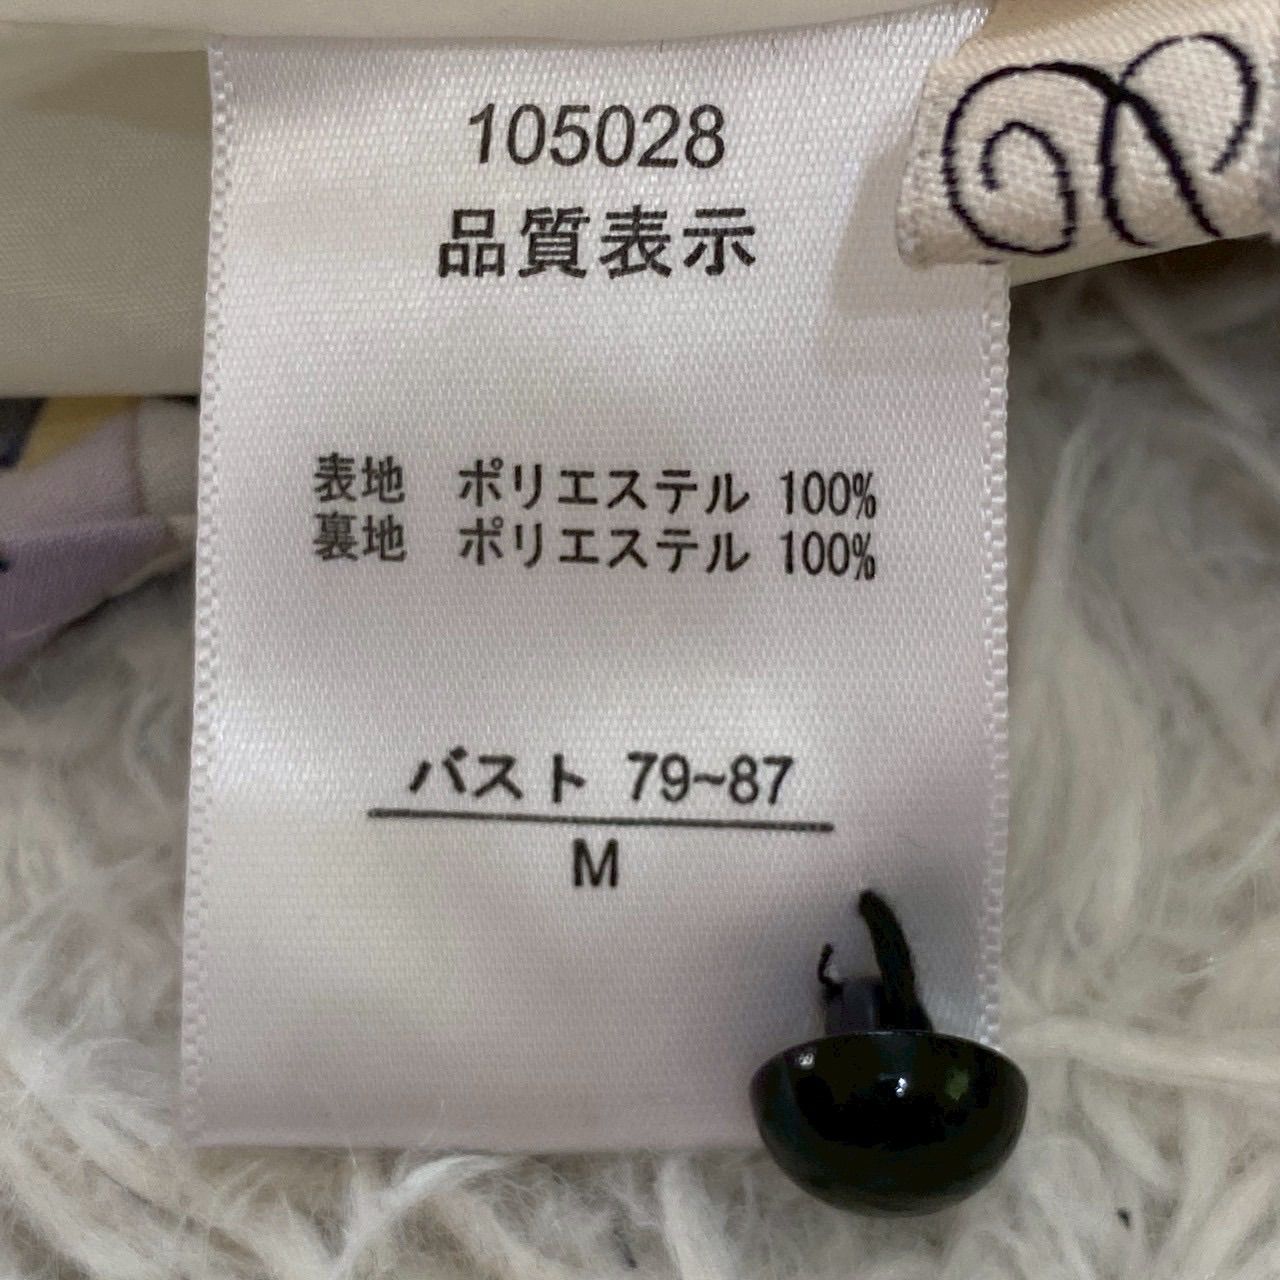 105028
品質表示
表地 ポリエステル 100%
裏地 ポリエステル 100%
バスト 79~87
M